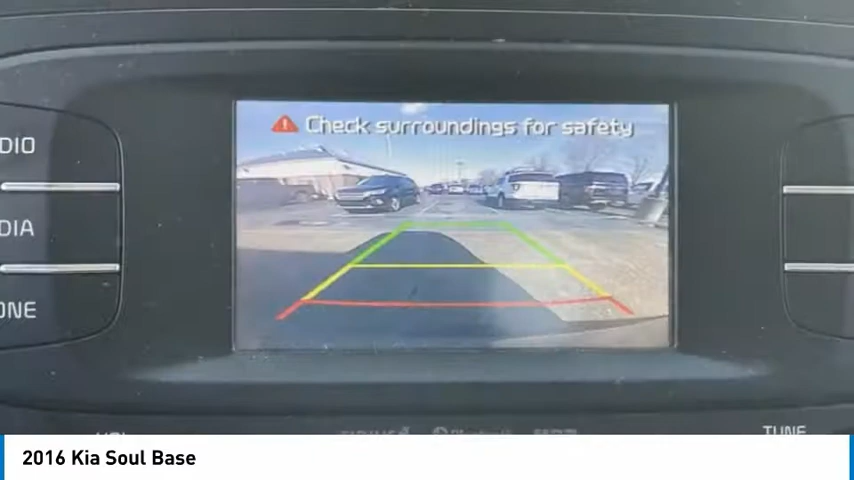 Check surroundings for safety
DIO
DIA
ONE
TUNE
2016 Kia Soul Base